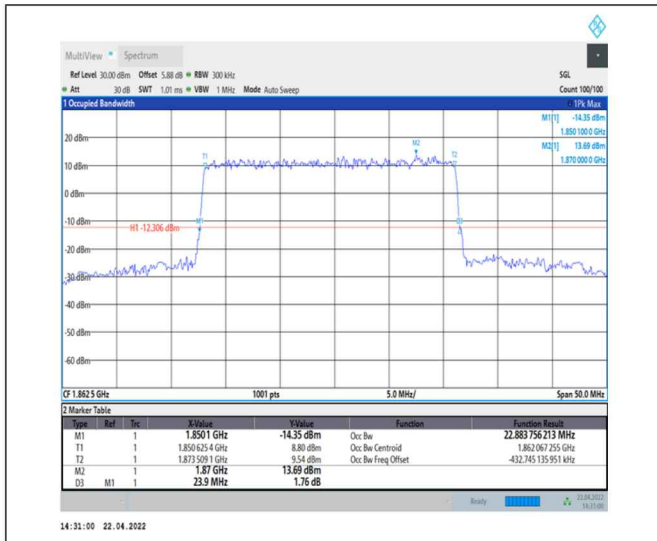 MultiView Spectrum
Ref Level 30.00 dBm Offset 5.88 dB RBW 300 kHz SGL
Att 30 dB SWT 1.01 ms VBW 1 MHz Mode Auto Sweep Count 100/100
1 Occupied Bandwidth 1Pk Max
M1[1] -14.35 dBm
1.850 100 0 GHz
M2[1] 13.69 dBm
1.870 000 0 GHz
20 dBm
M2
T1
T2
10 dBm
0 dBm
-10 dBm
M1
D3
H1 -12.306 dBm
-20 dBm
-30 dBm
-40 dBm
-50 dBm
-60 dBm
CF 1.862 5 GHz 1001 pts 5.0 MHz/ Span 50.0 MHz
2 Marker Table
Type Ref Trc X-Value Y-Value Function Function Result
M1 1 1.8501 GHz -14.35 dBm Occ Bw 22.883 756 213 MHz
T1 1 1.850 625 4 GHz 8.80 dBm Occ Bw Centroid 1.862 067 255 GHz
T2 1 1.873 509 1 GHz 9.54 dBm Occ Bw Freq Offset -432.745 135 951 kHz
M2 1 1.87 GHz 13.69 dBm
D3 M1 1 23.9 MHz 1.76 dB
Ready 22.04.2022
14:31:00
14:31:00 22.04.2022